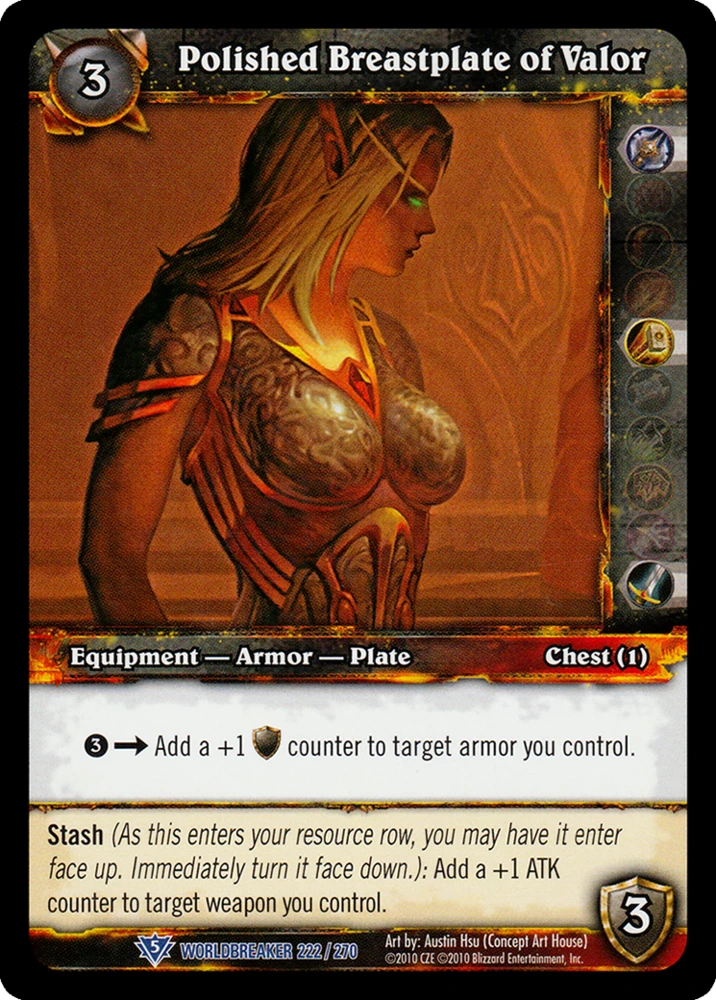 3
Polished Breastplate of Valor
Equipment — Armor — Plate
Chest (1)
3 → Add a +1 counter to target armor you control.
Stash (As this enters your resource row, you may have it enter
face up. Immediately turn it face down.): Add a +1 ATK
counter to target weapon you control.
3
5
WORLDBREAKER 222/270
Art by: Austin Hsu (Concept Art House)
©2010 CZE ©2010 Blizzard Entertainment, Inc.